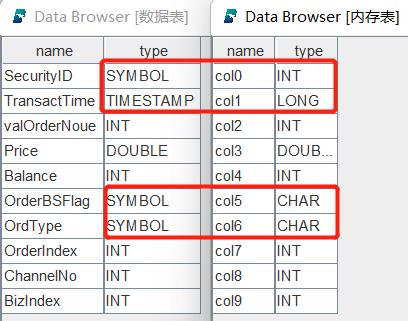 Data Browser [数据表]
Data Browser [内存表]
name type name type
SecurityID SYMBOL col0 INT
TransactTime TIMESTAMP col1 LONG
valOrderNoue INT col2 INT
Price DOUBLE col3 DOUB...
Balance INT col4 INT
OrderBSFlag SYMBOL col5 CHAR
OrdType SYMBOL col6 CHAR
OrderIndex INT col7 INT
ChannelNo INT col8 INT
BizIndex INT col9 INT